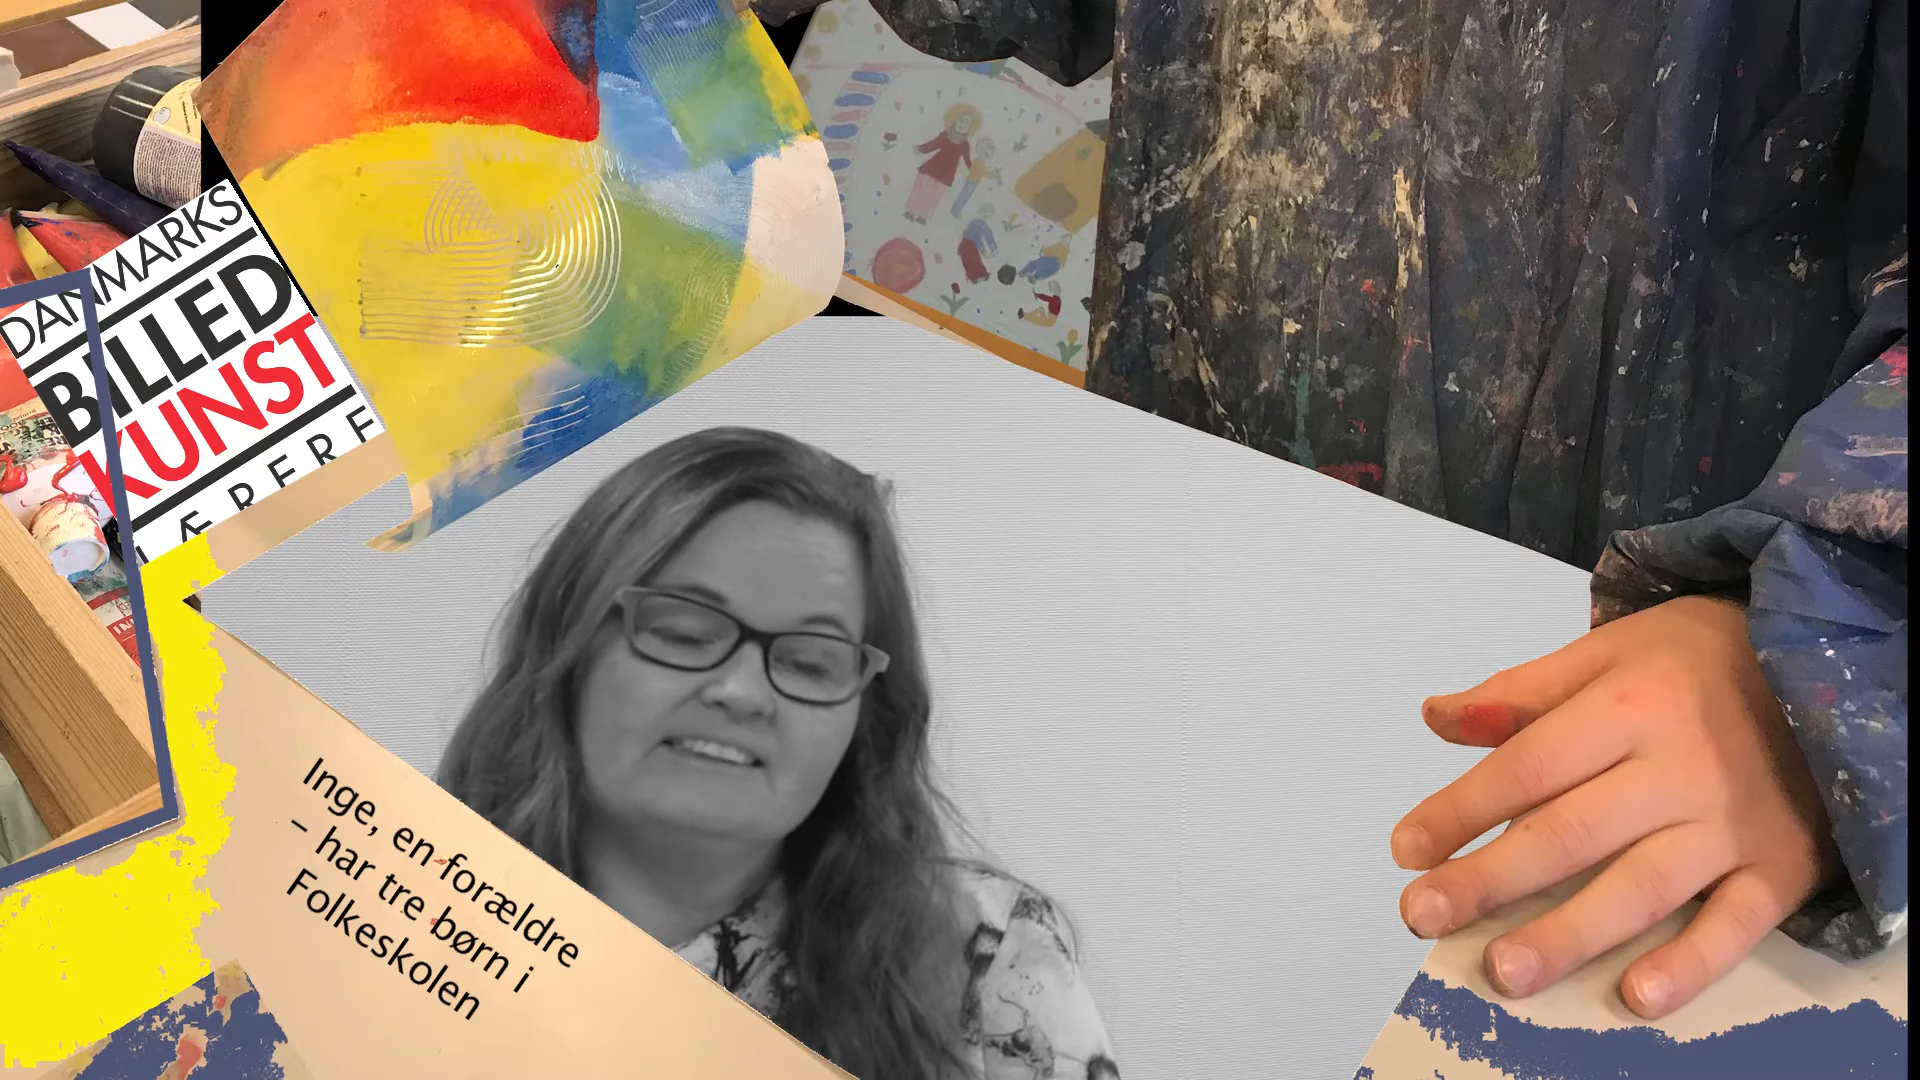 DANMARKS
BILLED
KUNST
LÆRERE
Inge, en forældre
– har tre børn i
Folkeskolen